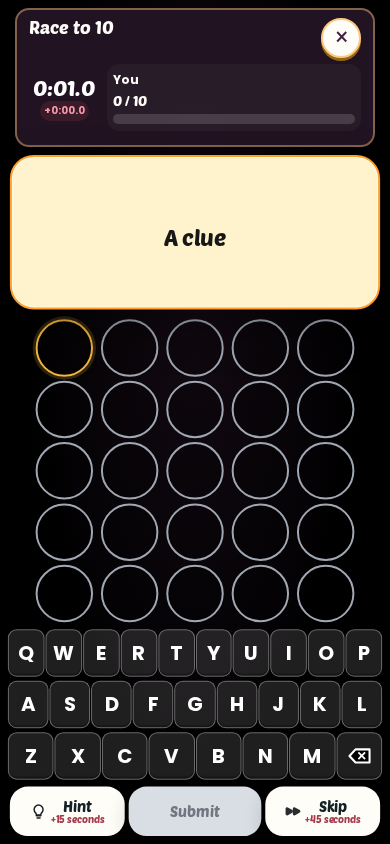 Race to 10
×
0:01.0
+0:00.0
You
0 / 10
A clue
Q W E R T Y U I O P
A S D F G H J K L
Z X C V B N M
Hint
+15 seconds
Submit
Skip
+45 seconds